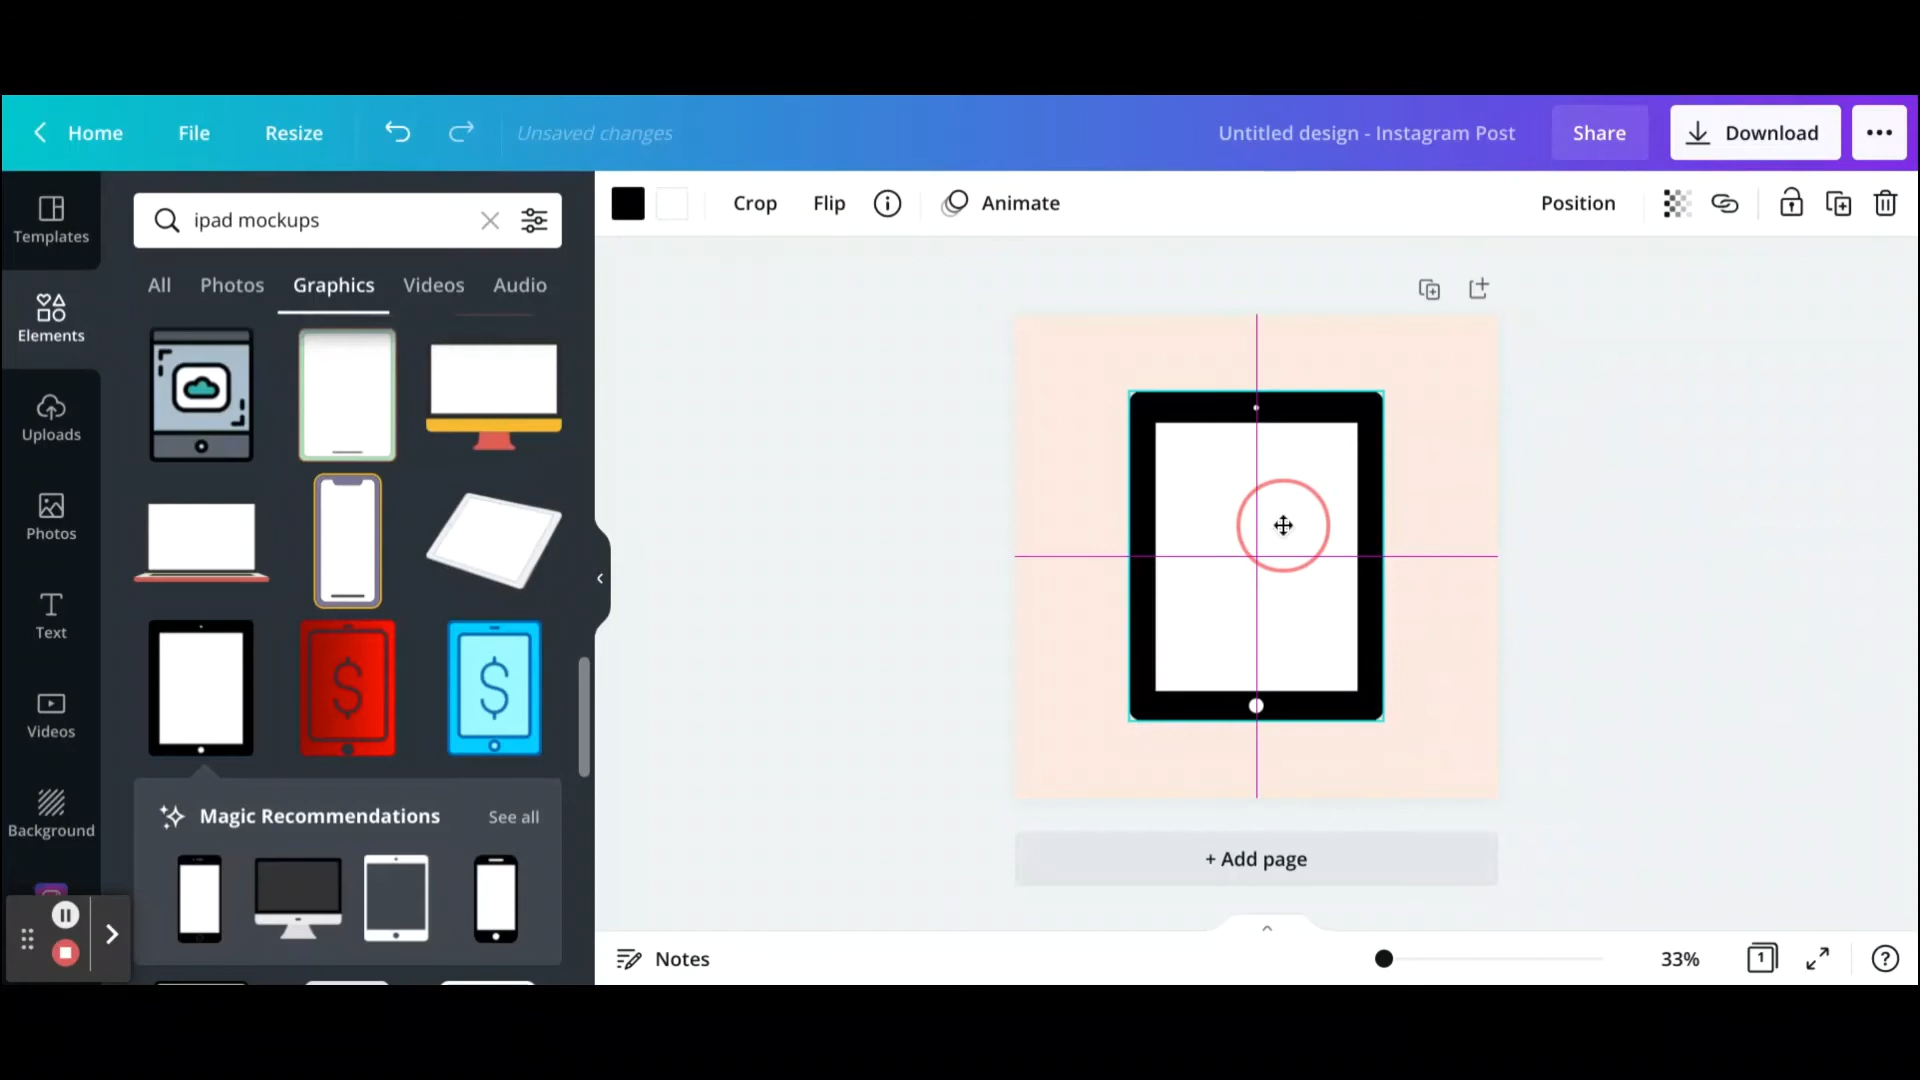 Home File Resize Unsaved changes Untitled design - Instagram Post Share Download
Templates
Elements
Uploads
Photos
Text
Videos
Background
ipad mockups
All Photos Graphics Videos Audio
$ $
Magic Recommendations See all
Crop Flip Animate Position
+ Add page
Notes 33% 1 ?